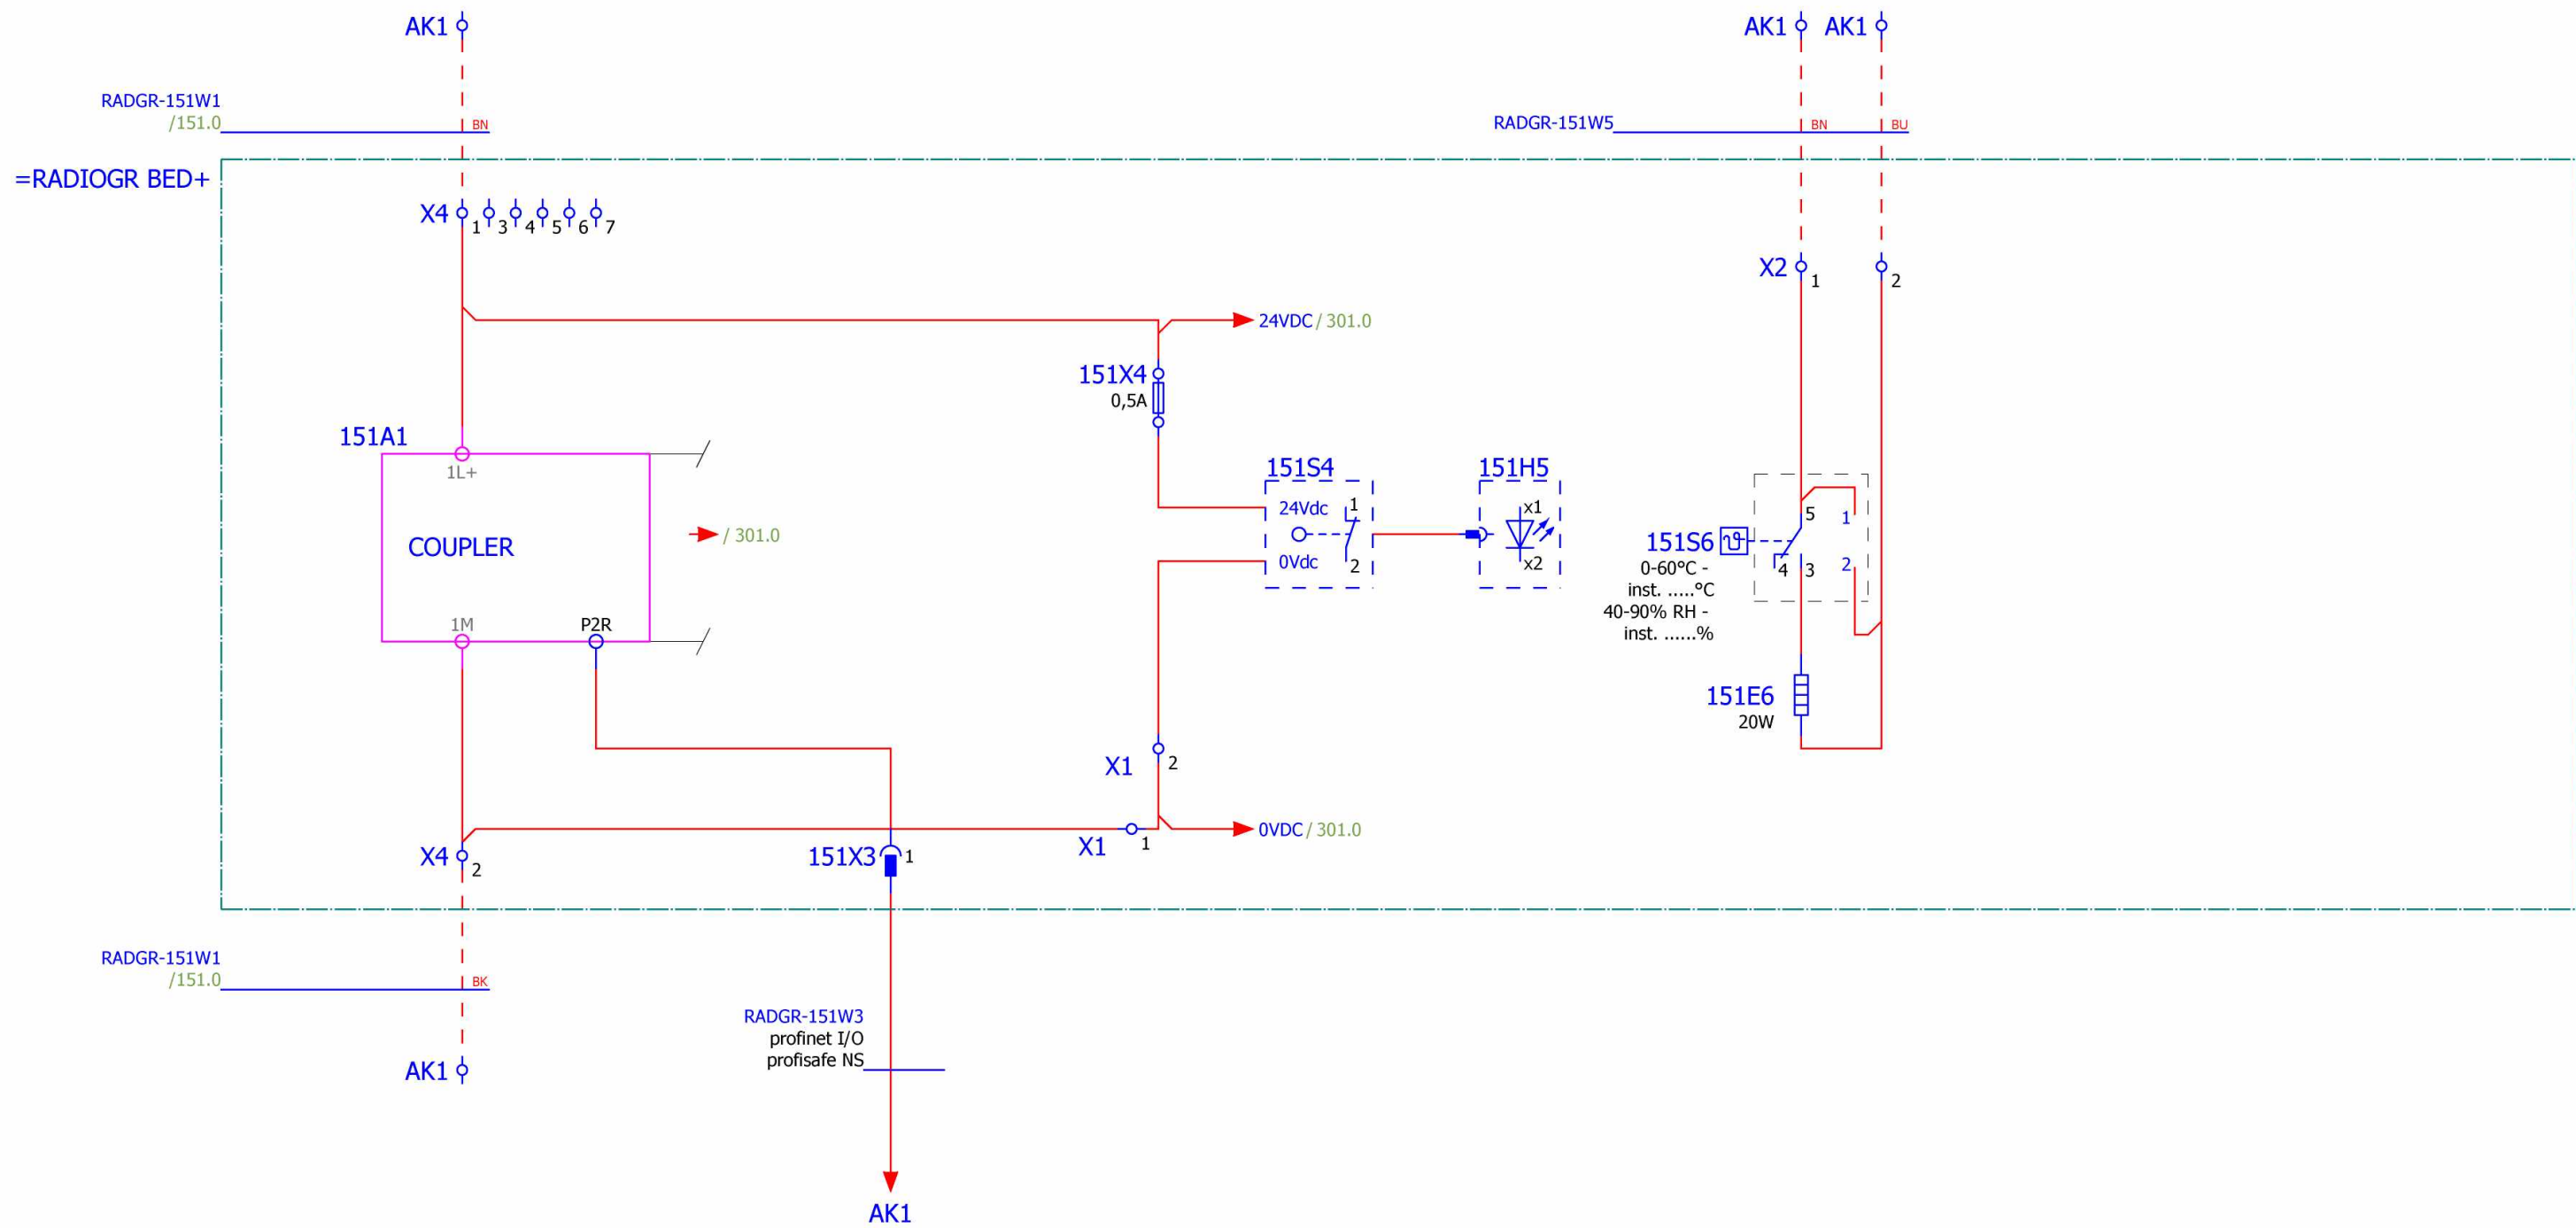 AK1
AK1 AK1
RADGR-151W1
/151.0
BN
RADGR-151W5
BN
BU
=RADIOGR BED+
X4
1 3 4 5 6 7
X2
1
2
24VDC / 301.0
151X4
0,5A
151A1
1L+
COUPLER
/ 301.0
1M
P2R
151S4
24Vdc
1
0Vdc
2
151H5
x1
x2
5
1
151S6
4 3
2
0-60°C -
inst. .....°C
40-90% RH -
inst. ......%
151E6
20W
X1
2
X1
1
0VDC / 301.0
X4
2
151X3
1
RADGR-151W1
/151.0
BK
RADGR-151W3
profinet I/O
profisafe NS
AK1
AK1